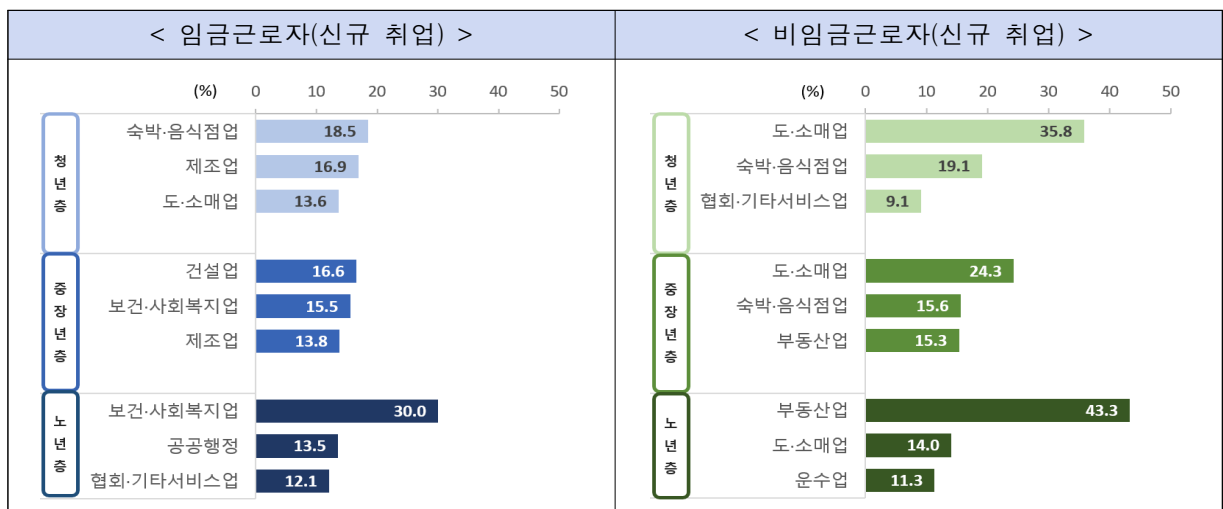 < 임금근로자(신규 취업) >
(%) 0 10 20 30 40 50
청년층
숙박·음식점업 18.5
제조업 16.9
도·소매업 13.6
중장년층
건설업 16.6
보건·사회복지업 15.5
제조업 13.8
노년층
보건·사회복지업 30.0
공공행정 13.5
협회·기타서비스업 12.1
< 비임금근로자(신규 취업) >
(%) 0 10 20 30 40 50
청년층
도·소매업 35.8
숙박·음식점업 19.1
협회·기타서비스업 9.1
중장년층
도·소매업 24.3
숙박·음식점업 15.6
부동산업 15.3
노년층
부동산업 43.3
도·소매업 14.0
운수업 11.3